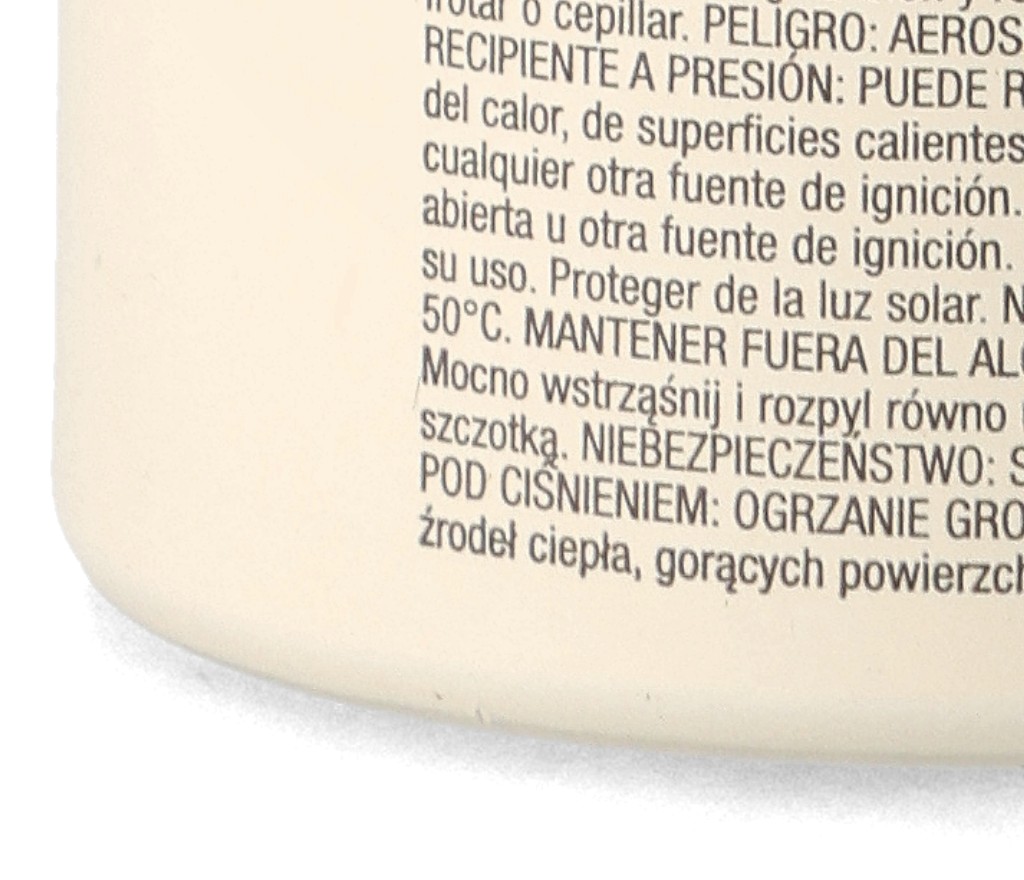 frotar o cepillar. PELÍGRO: AEROS
RECIPIENTE A PRESIÓN: PUEDE R
del calor, de superficies calientes
cualquier otra fuente de ignición.
abierta u otra fuente de ignición.
su uso. Proteger de la luz solar. N
50°C. MANTENER FUERA DEL ALC
Mocno wstrząśnij i rozpyl równo
szczotką. NIEBEZPIECZEŃSTWO: S
POD CIŚNIENIEM: OGRZANIE GRO
źrodeł ciepła, gorących powierzch